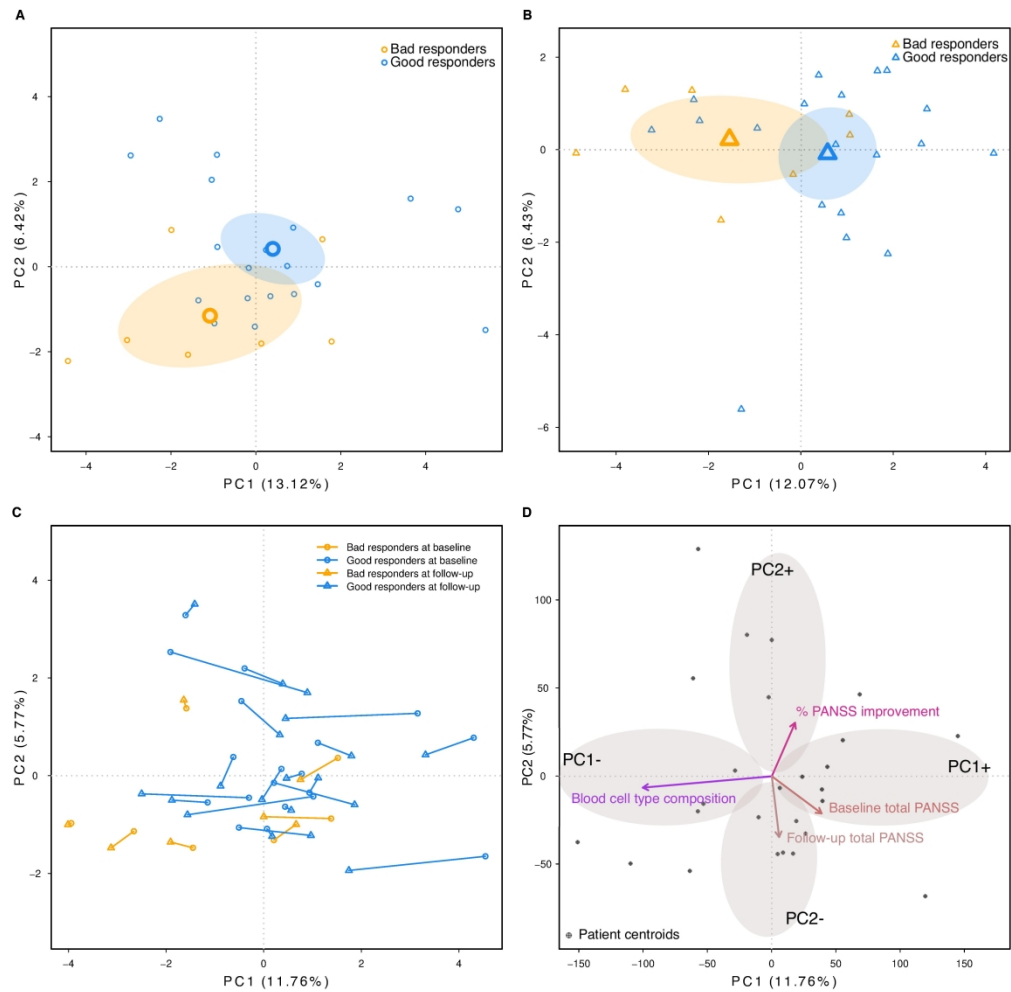 A
Bad responders
Good responders
4
2
0
−2
−4
PC2 (6.42%)
−4
−2
0
2
4
PC1 (13.12%)
B
Bad responders
Good responders
2
0
−2
−4
−6
PC2 (6.43%)
−4
−2
0
2
4
PC1 (12.07%)
C
Bad responders at baseline
Good responders at baseline
Bad responders at follow-up
Good responders at follow-up
4
2
0
−2
PC2 (5.77%)
−4
−2
0
2
4
PC1 (11.76%)
D
PC2+
% PANSS improvement
PC1-
PC1+
Blood cell type composition
Baseline total PANSS
Follow-up total PANSS
PC2-
Patient centroids
100
50
0
−50
PC2 (5.77%)
−150
−100
−50
0
50
100
150
PC1 (11.76%)